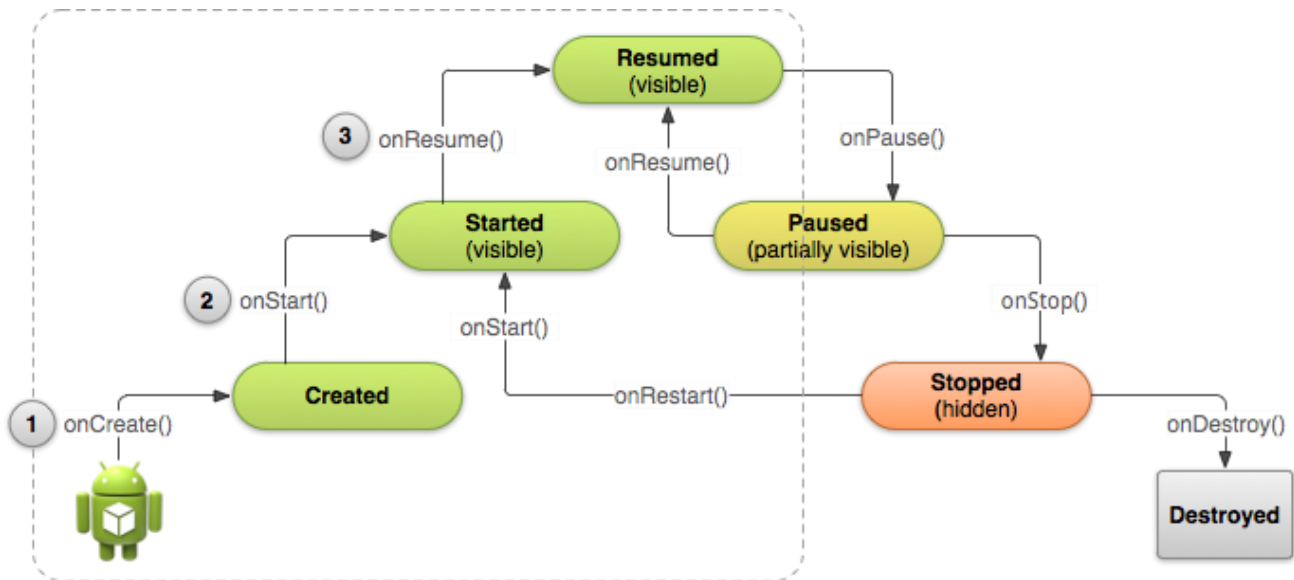 Resumed
(visible)
3
onResume()
onResume()
onPause()
Started
(visible)
Paused
(partially visible)
2
onStart()
onStart()
onStop()
Created
onRestart()
Stopped
(hidden)
1
onCreate()
onDestroy()
Destroyed